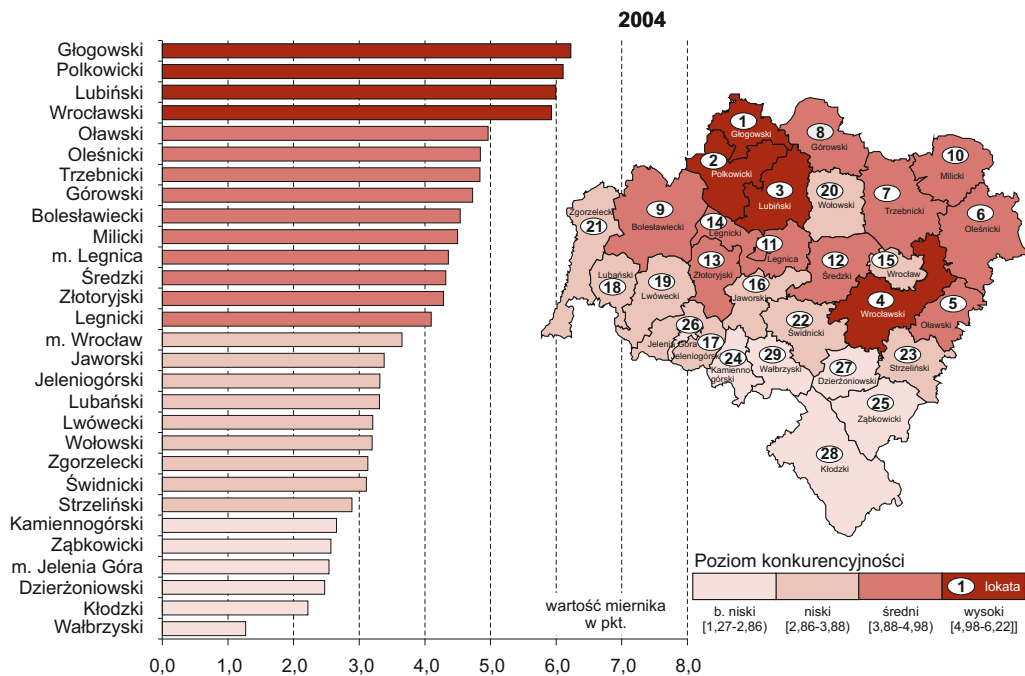 2004
Głogowski
Polkowicki
Lubiński
Wrocławski
Oławski
Oleśnicki
Trzebnicki
Górowski
Bolesławiecki
Milicki
m. Legnica
Średzki
Złotoryjski
Legnicki
m. Wrocław
Jaworski
Jeleniogórski
Lubański
Lwówecki
Wołowski
Zgorzelecki
Świdnicki
Strzeliński
Kamiennogórski
Ząbkowicki
m. Jelenia Góra
Dzierżoniowski
Kłodzki
Wałbrzyski
0,0 1,0 2,0 3,0 4,0 5,0 6,0 7,0 8,0
wartość miernika
w pkt.
1
Głogowski
8
Górowski
10
Milicki
2
Polkowicki
3
Lubiński
20
Wołowski
7
Trzebnicki
6
Oleśnicki
Zgorzelecki
21
9
Bolesławiecki
14
Legnicki
11
Legnica
12
Średzki
15
Wrocław
13
Złotoryjski
Lubański
18
19
Lwówecki
16
Jaworski
4
Wrocławski
5
Oławski
26
Jelenia Góra
17
Jeleniogórsk
22
Świdnicki
24
Kamienno
górski
29
Wałbrzyski
27
Dzierżoniowski
23
Strzeliński
25
Ząbkowicki
28
Kłodzki
Poziom konkurencyjności
1 lokata
b. niski niski średni wysoki
[1,27-2,86) [2,86-3,88) [3,88-4,98) [4,98-6,22]]